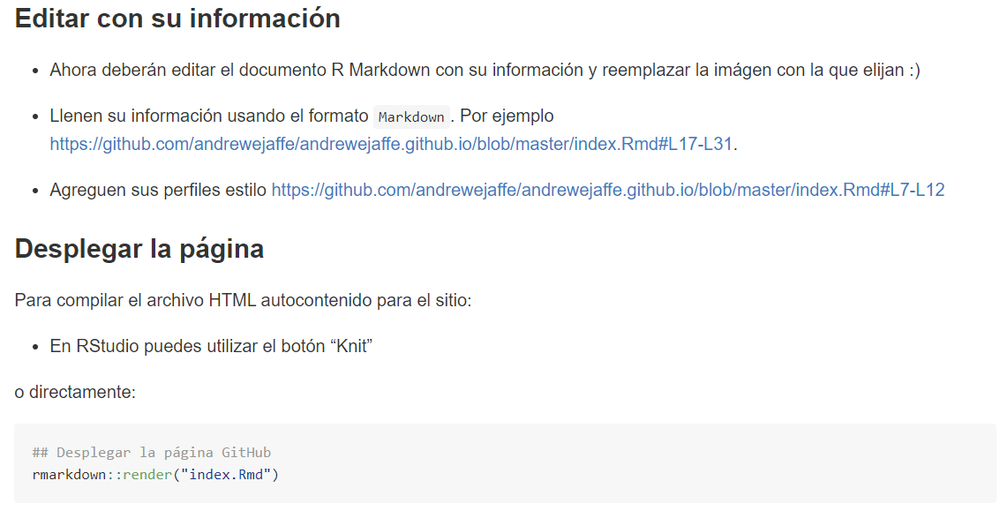 Editar con su información
• Ahora deberán editar el documento R Markdown con su información y reemplazar la imágen con la que elijan :)
• Llenen su información usando el formato Markdown. Por ejemplo
https://github.com/andrewejaffe/andrewejaffe.github.io/blob/master/index.Rmd#L17-L31.
• Agreguen sus perfiles estilo https://github.com/andrewejaffe/andrewejaffe.github.io/blob/master/index.Rmd#L7-L12
Desplegar la página
Para compilar el archivo HTML autocontenido para el sitio:
• En RStudio puedes utilizar el botón “Knit”
o directamente:
## Desplegar la página GitHub
rmarkdown::render("index.Rmd")